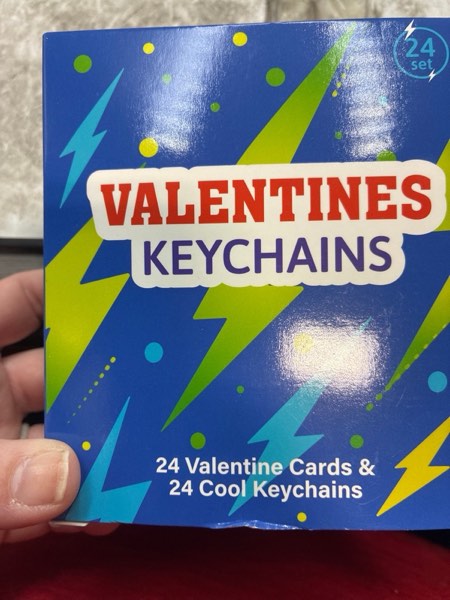 24
set
VALENTINES
KEYCHAINS
24 Valentine Cards &
24 Cool Keychains